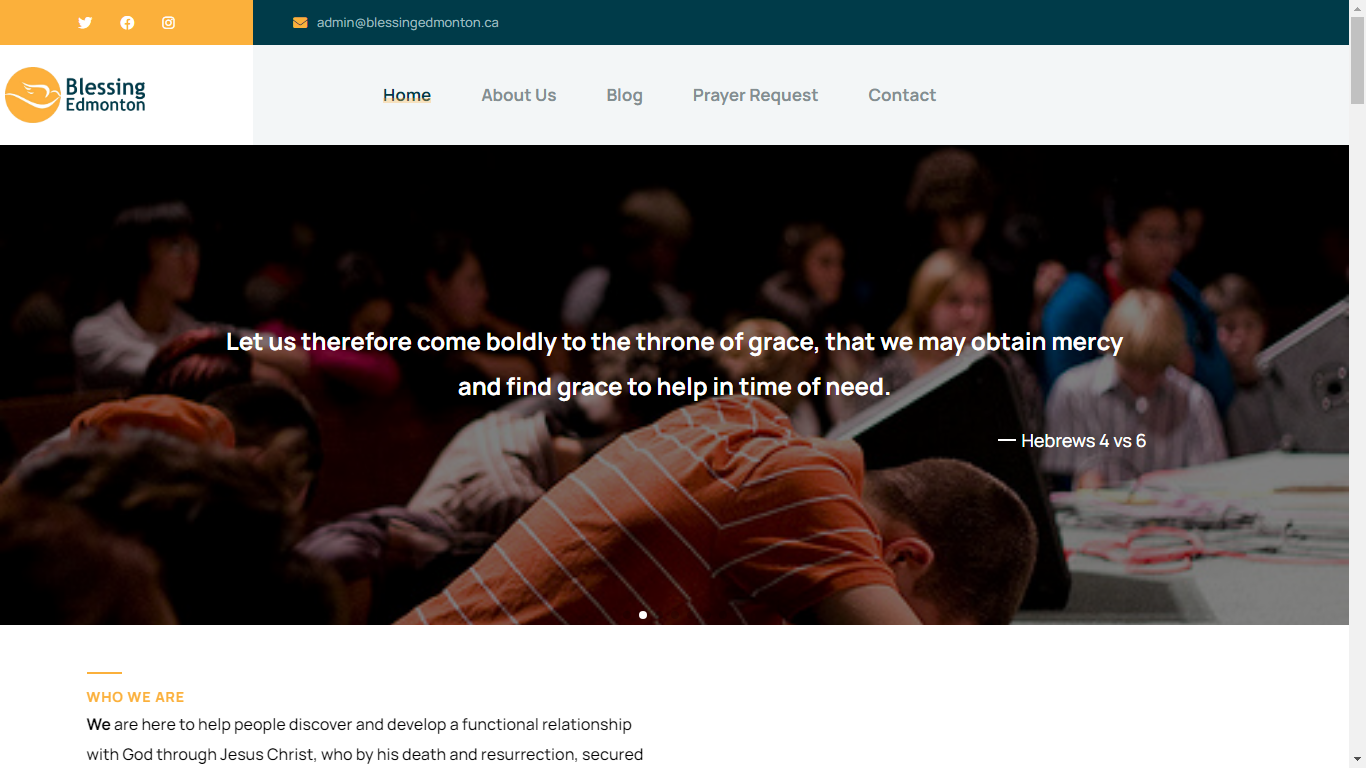 admin@blessingedmonton.ca
Blessing
Edmonton
Home About Us Blog Prayer Request Contact
Let us therefore come boldly to the throne of grace, that we may obtain mercy
and find grace to help in time of need.
— Hebrews 4 vs 6
WHO WE ARE
We are here to help people discover and develop a functional relationship
with God through Jesus Christ, who by his death and resurrection, secured